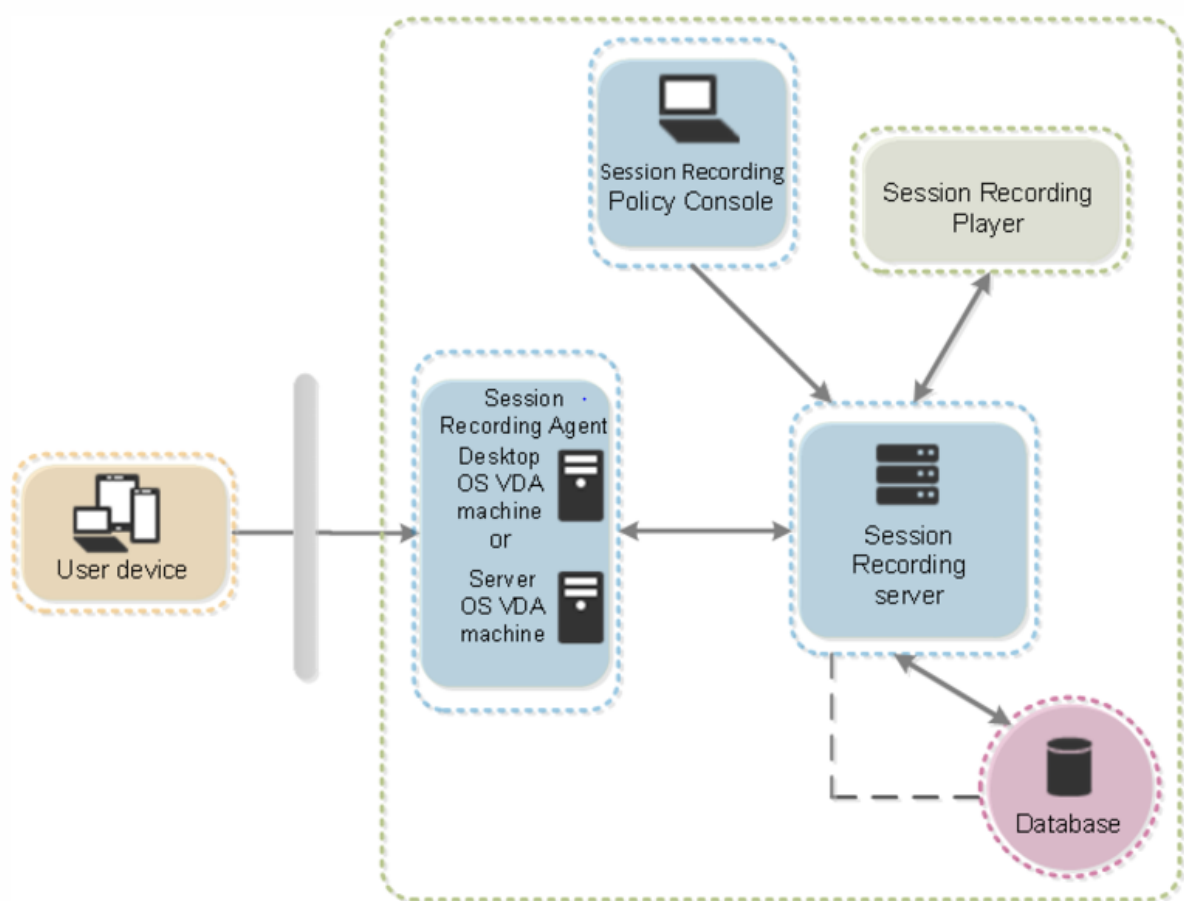 Session Recording
Policy Console
Session Recording
Player
Session
Recording Agent
Desktop
OS VDA
machine
or
Server
OS VDA
machine
User device
Session
Recording
server
Database